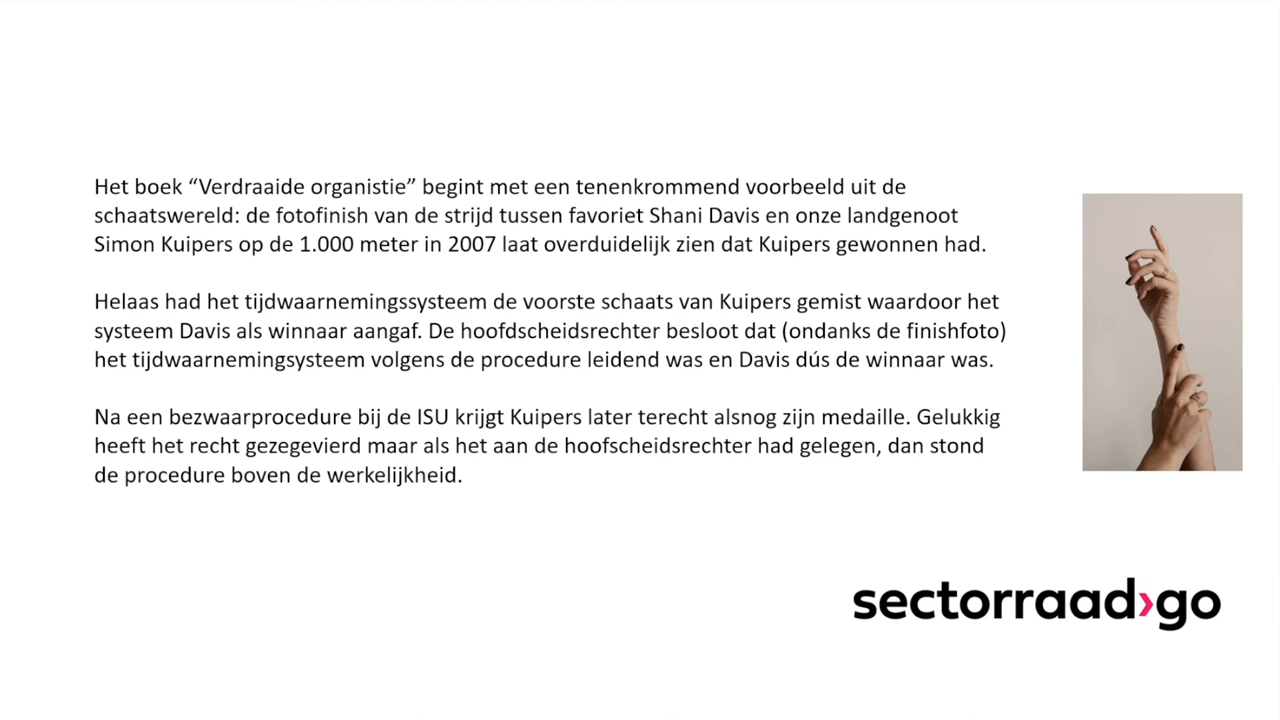 Het boek “Verdraaide organistie” begint met een tenenkrommend voorbeeld uit de
schaatswereld: de fotofinish van de strijd tussen favoriet Shani Davis en onze landgenoot
Simon Kuipers op de 1.000 meter in 2007 laat overduidelijk zien dat Kuipers gewonnen had.
Helaas had het tijdwaarnemingssysteem de voorste schaats van Kuipers gemist waardoor het
systeem Davis als winnaar aangaf. De hoofdscheidsrechter besloot dat (ondanks de finishfoto)
het tijdwaarnemingsysteem volgens de procedure leidend was en Davis dús de winnaar was.
Na een bezwaarprocedure bij de ISU krijgt Kuipers later terecht alsnog zijn medaille. Gelukkig
heeft het recht gezegevierd maar als het aan de hoofscheidsrechter had gelegen, dan stond
de procedure boven de werkelijkheid.
sectorraad›go